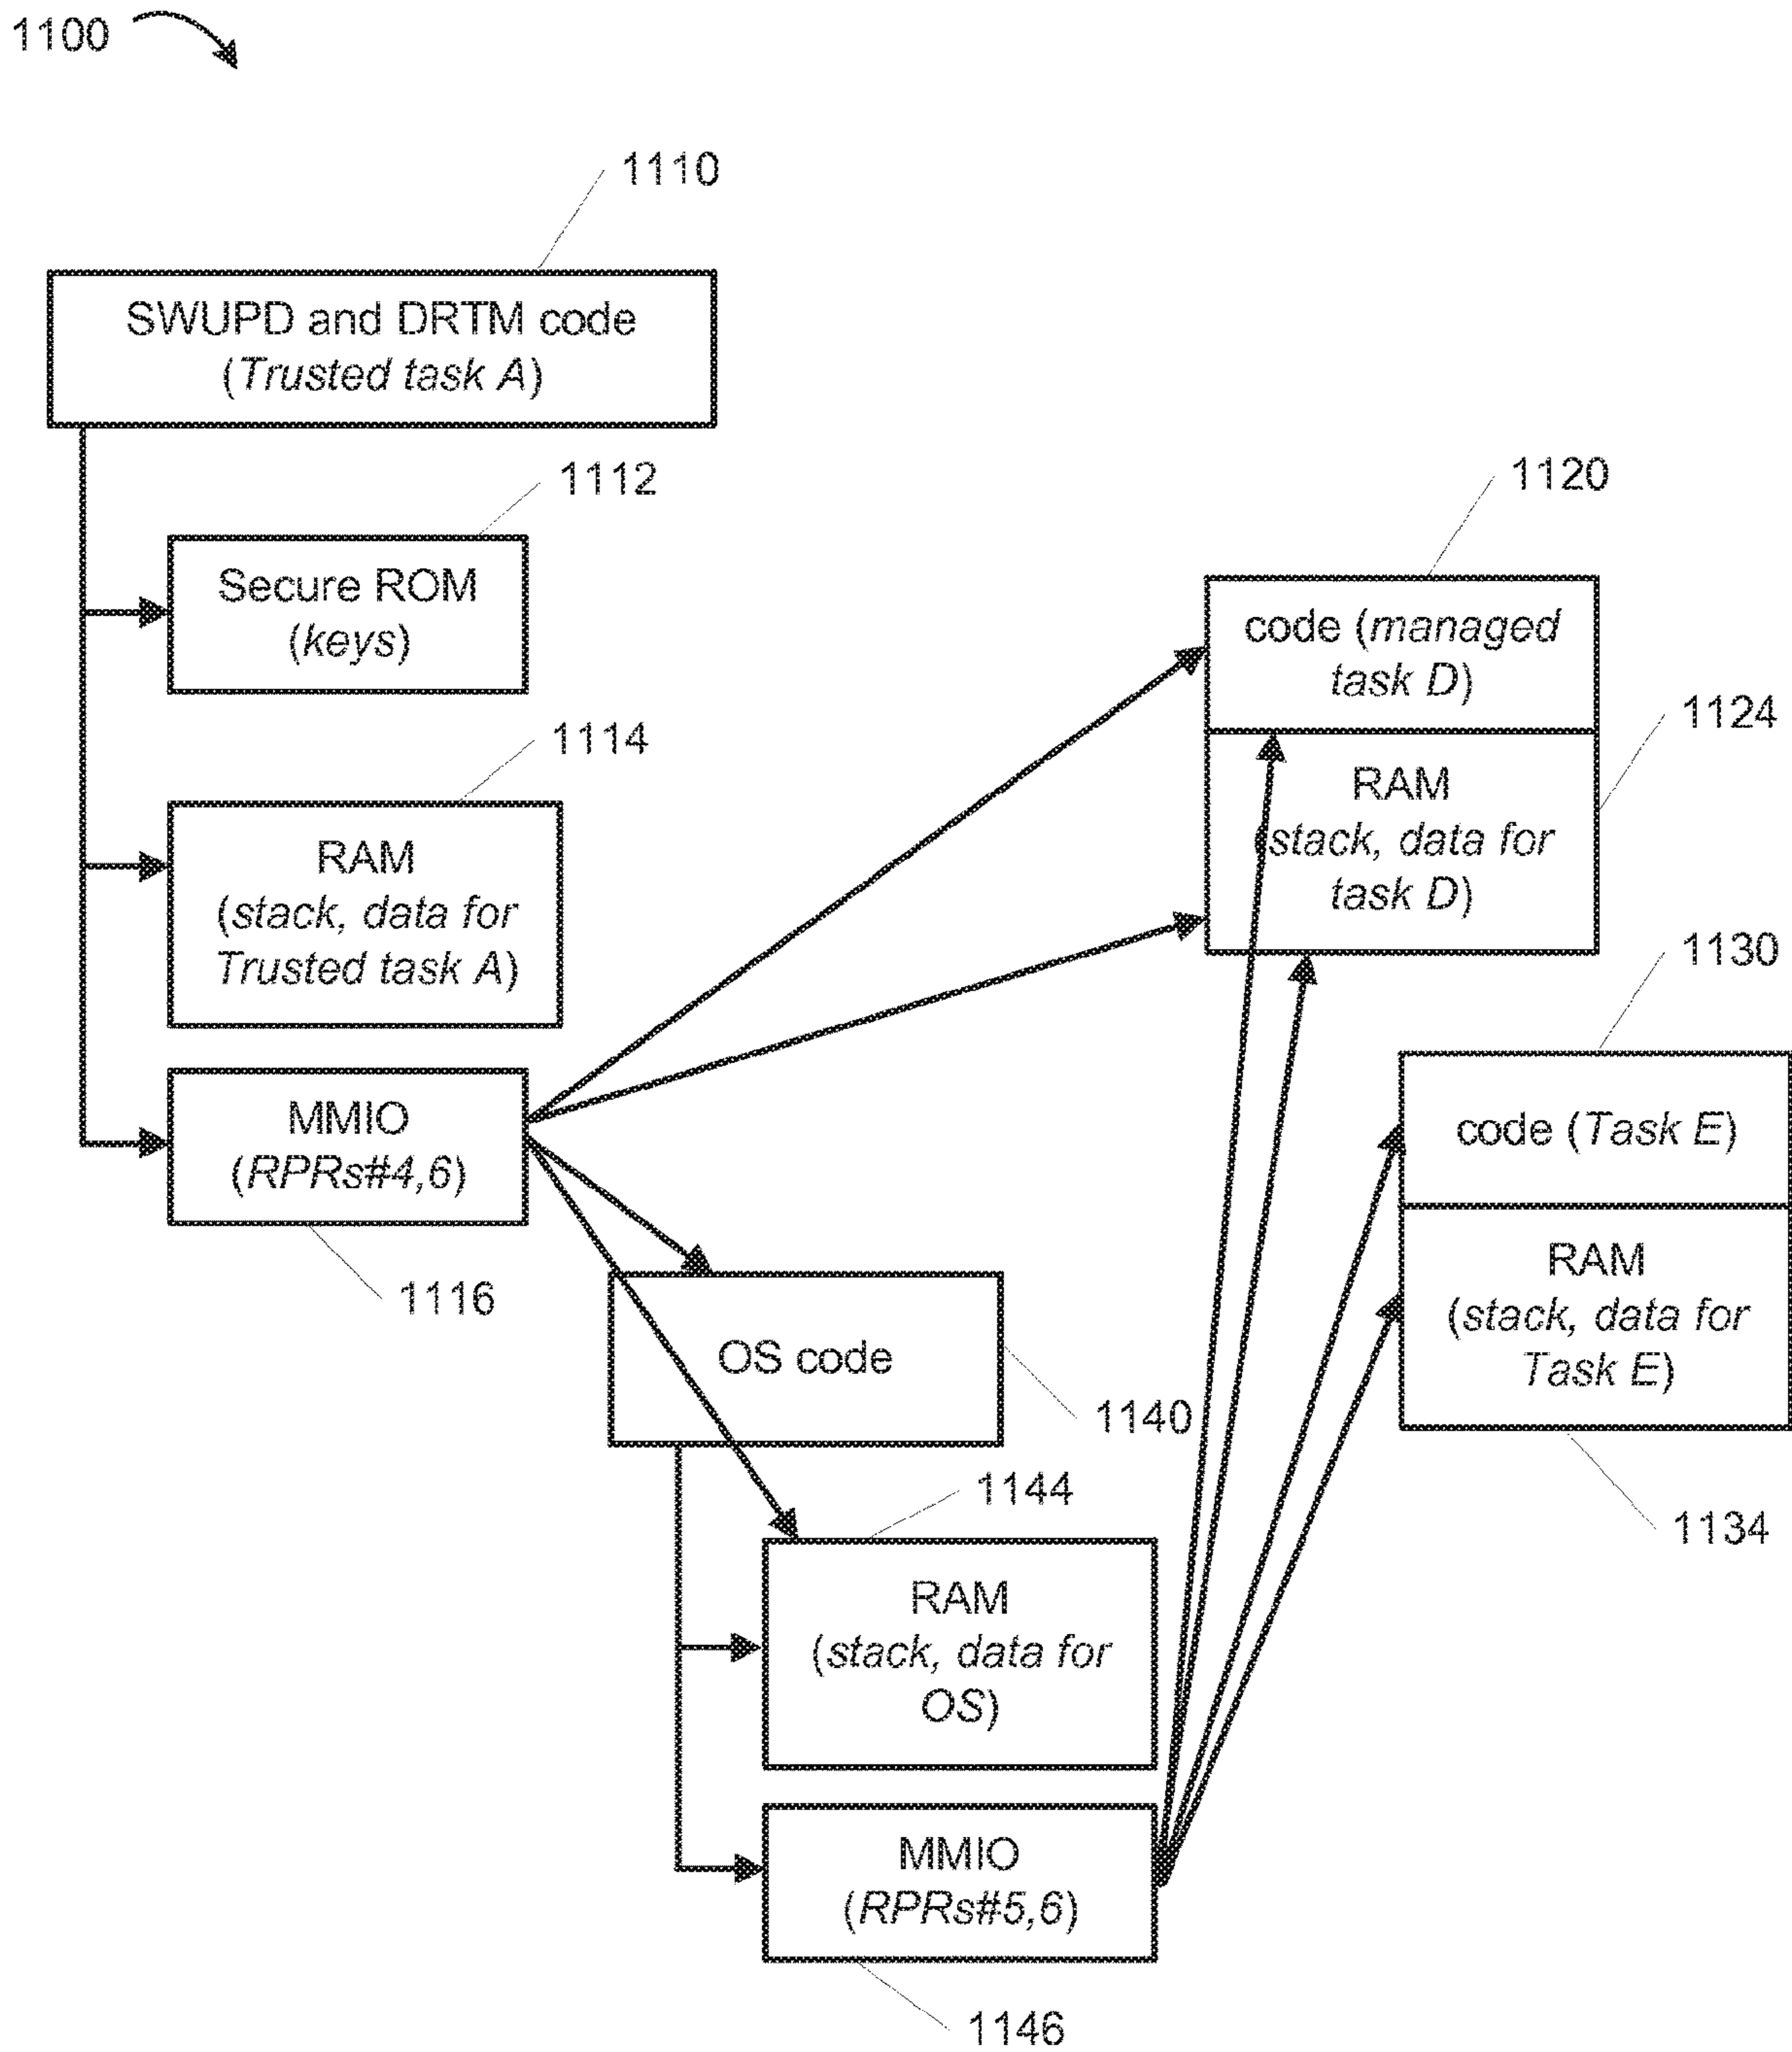 1100
1110
SWUPD and DRTM code
(Trusted task A)
1112
Secure ROM
(keys)
1114
RAM
(stack, data for
Trusted task A)
MMIO
(RPRs#4,6)
1116
1120
code (managed
task D)
1124
RAM
(stack, data for
task D)
1130
code (Task E)
RAM
(stack, data for
Task E)
1134
OS code
1140
1144
RAM
(stack, data for
OS)
MMIO
(RPRs#5,6)
1146